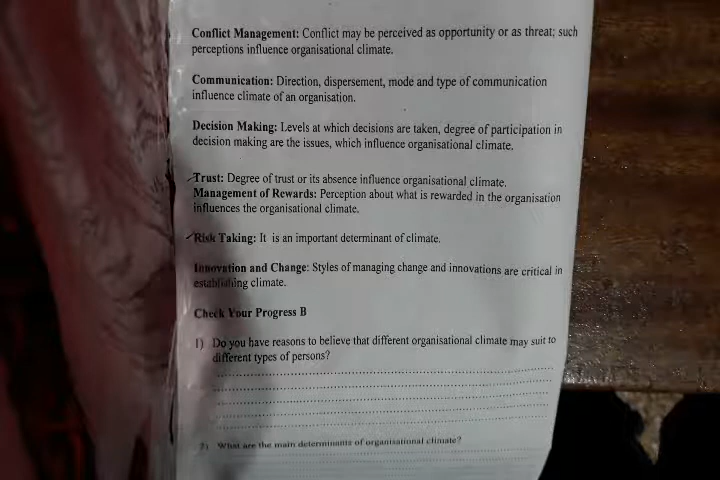 Conflict Management: Conflict may be perceived as opportunity or as threat; such
perceptions influence organisational climate.
Communication: Direction, dispersement, mode and type of communication
influence climate of an organisation.
Decision Making: Levels at which decisions are taken, degree of participation in
decision making are the issues, which influence organisational climate.
Trust: Degree of trust or its absence influence organisational climate.
Management of Rewards: Perception about what is rewarded in the organisation
influences the organisational climate.
Risk Taking: It is an important determinant of climate.
Innovation and Change: Styles of managing change and innovations are critical in
establishing climate.
Check Your Progress B
1) Do you have reasons to believe that different organisational climate may suit to
different types of persons?
2) What are the main determinants of organisational climate?